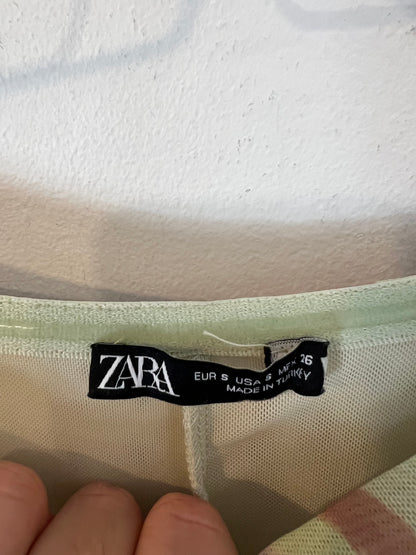 ZARA
EUR S USA S MEX 26
MADE IN TURKEY